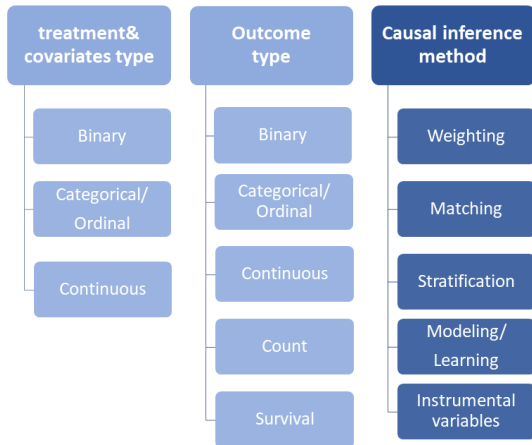 treatment&
covariates type
Binary
Categorical/
Ordinal
Continuous
Outcome
type
Binary
Categorical/
Ordinal
Continuous
Count
Survival
Causal inference
method
Weighting
Matching
Stratification
Modeling/
Learning
Instrumental
variables